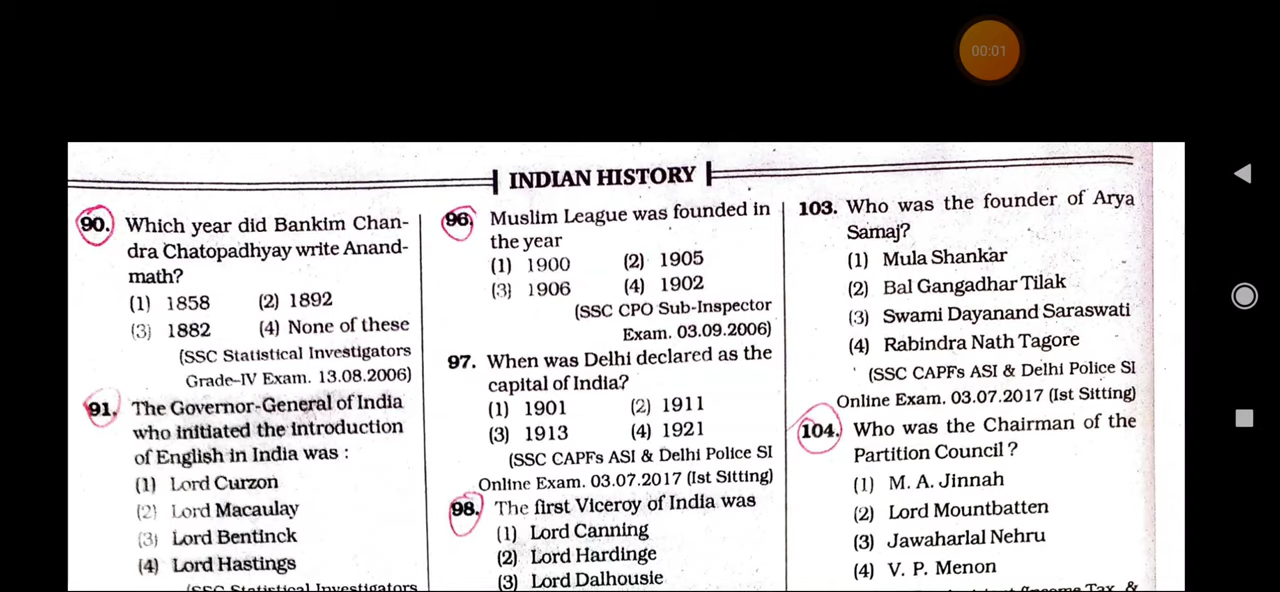 00:01
INDIAN HISTORY
90. Which year did Bankim Chan-
dra Chatopadhyay write Anand-
math?
(1) 1858 (2) 1892
(3) 1882 (4) None of these
(SSC Statistical Investigators
Grade-IV Exam. 13.08.2006)
91. The Governor-General of India
who initiated the introduction
of English in India was :
(1) Lord Curzon
(2) Lord Macaulay
(3) Lord Bentinck
(4) Lord Hastings
(SSC Statistical Investigators
96. Muslim League was founded in
the year
(1) 1900 (2) 1905
(3) 1906 (4) 1902
(SSC CPO Sub-Inspector
Exam. 03.09.2006)
97. When was Delhi declared as the
capital of India?
(1) 1901 (2) 1911
(3) 1913 (4) 1921
(SSC CAPFs ASI & Delhi Police SI
Online Exam. 03.07.2017 (Ist Sitting)
98. The first Viceroy of India was
(1) Lord Canning
(2) Lord Hardinge
(3) Lord Dalhousie
103. Who was the founder of Arya
Samaj?
(1) Mula Shankar
(2) Bal Gangadhar Tilak
(3) Swami Dayanand Saraswati
(4) Rabindra Nath Tagore
(SSC CAPFs ASI & Delhi Police SI
Online Exam. 03.07.2017 (Ist Sitting)
104. Who was the Chairman of the
Partition Council ?
(1) M. A. Jinnah
(2) Lord Mountbatten
(3) Jawaharlal Nehru
(4) V. P. Menon
(Income Tax, &